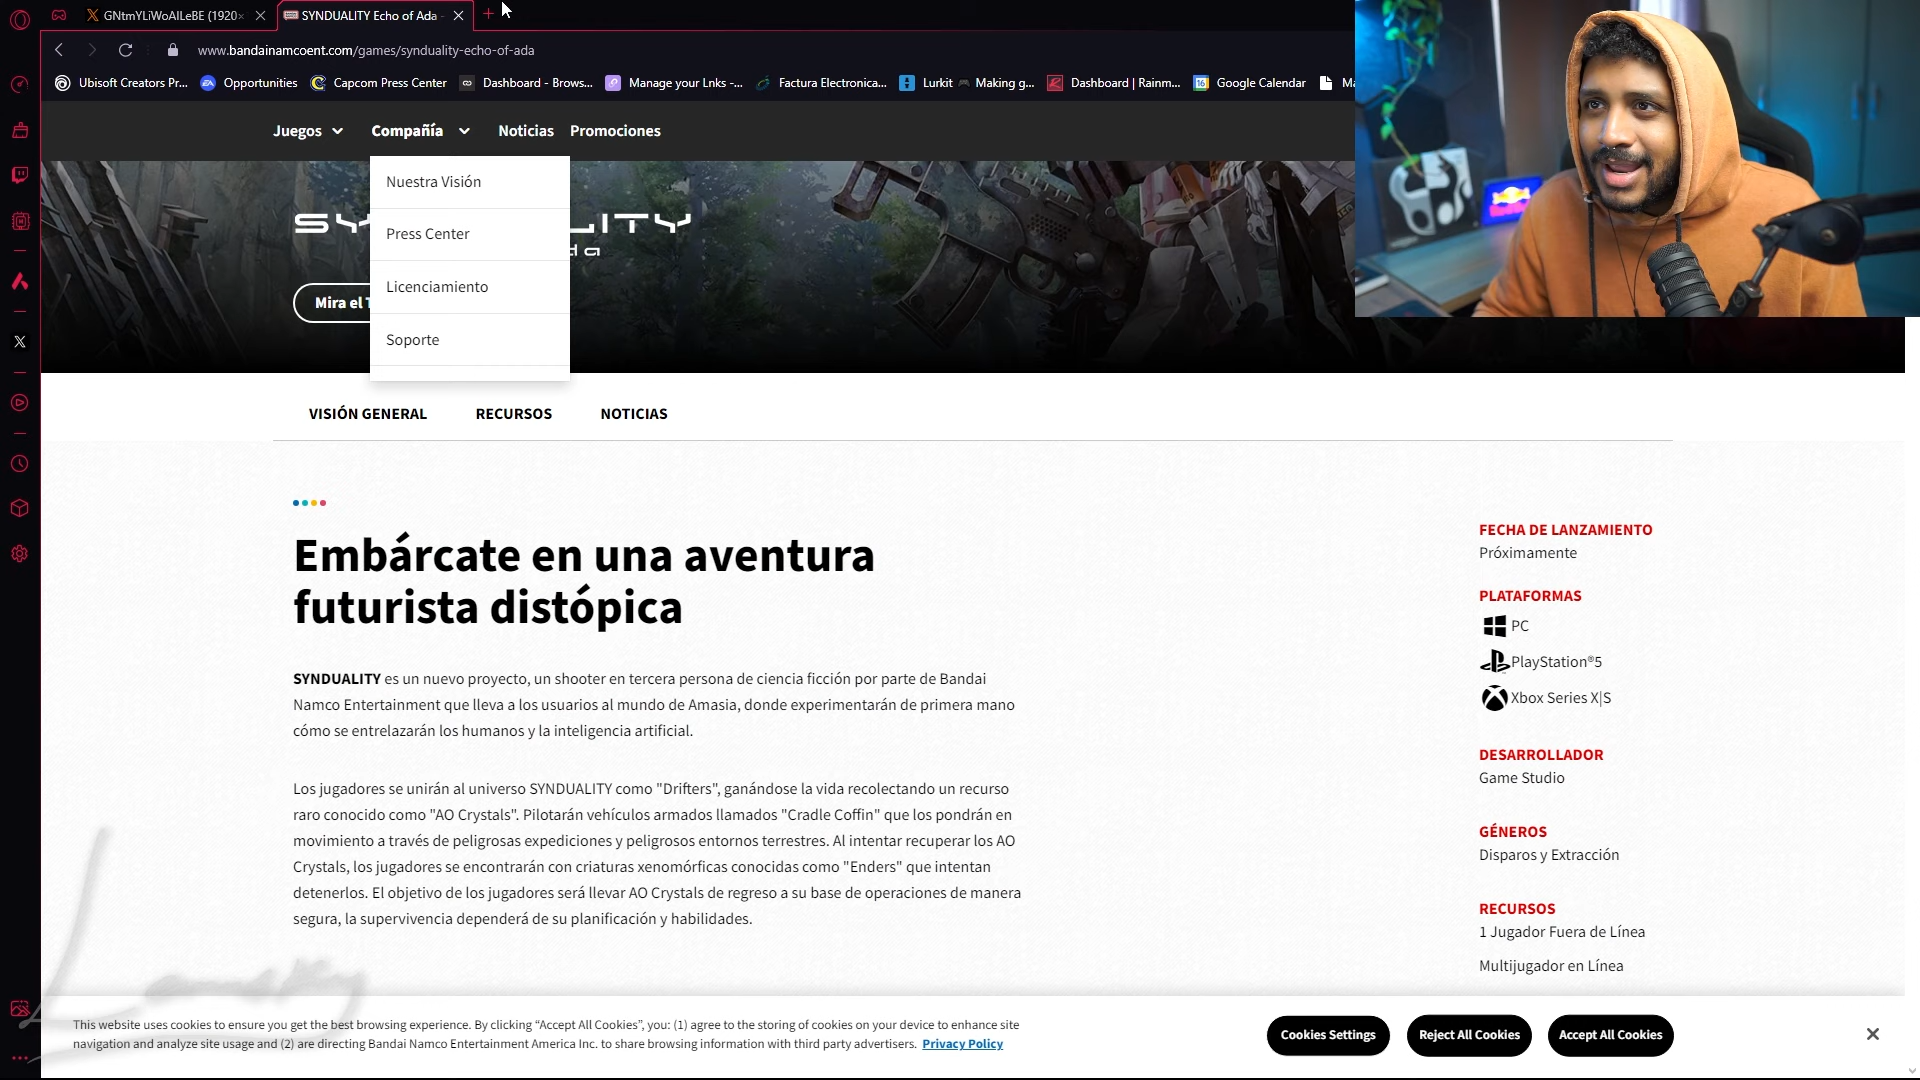 GNtmYLiWoAILeBE (1920×
SYNDUALITY Echo of Ada -
www.bandainamcoent.com/games/synduality-echo-of-ada
Ubisoft Creators Pr... Opportunities Capcom Press Center Dashboard - Brows... Manage your Lnks -... Factura Electronica... Lurkit Making g... Dashboard | Rainm... Google Calendar
Juegos Compañía Noticias Promociones
Nuestra Visión
Press Center
Licenciamiento
Soporte
Mira el
VISIÓN GENERAL RECURSOS NOTICIAS
Embárcate en una aventura
futurista distópica
SYNDUALITY es un nuevo proyecto, un shooter en tercera persona de ciencia ficción por parte de Bandai
Namco Entertainment que lleva a los usuarios al mundo de Amasia, donde experimentarán de primera mano
cómo se entrelazarán los humanos y la inteligencia artificial.
Los jugadores se unirán al universo SYNDUALITY como "Drifters", ganándose la vida recolectando un recurso
raro conocido como "AO Crystals". Pilotarán vehículos armados llamados "Cradle Coffin" que los pondrán en
movimiento a través de peligrosas expediciones y peligrosos entornos terrestres. Al intentar recuperar los AO
Crystals, los jugadores se encontrarán con criaturas xenomórficas conocidas como "Enders" que intentan
detenerlos. El objetivo de los jugadores será llevar AO Crystals de regreso a su base de operaciones de manera
segura, la supervivencia dependerá de su planificación y habilidades.
FECHA DE LANZAMIENTO
Próximamente
PLATAFORMAS
PC
PlayStation®5
Xbox Series X|S
DESARROLLADOR
Game Studio
GÉNEROS
Disparos y Extracción
RECURSOS
1 Jugador Fuera de Línea
Multijugador en Línea
This website uses cookies to ensure you get the best browsing experience. By clicking “Accept All Cookies”, you: (1) agree to the storing of cookies on your device to enhance site
navigation and analyze site usage and (2) are directing Bandai Namco Entertainment America Inc. to share browsing information with third party advertisers. Privacy Policy
Cookies Settings
Reject All Cookies
Accept All Cookies